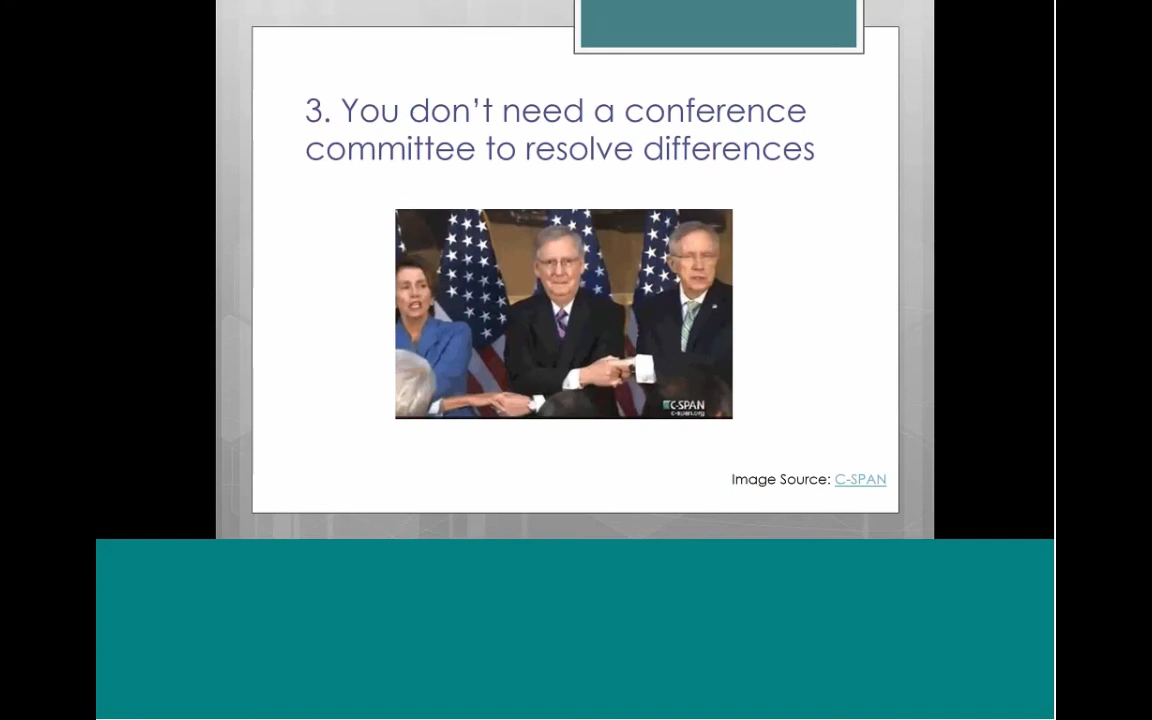 3. You don't need a conference
committee to resolve differences
C-SPAN
c-span.org
Image Source: C-SPAN